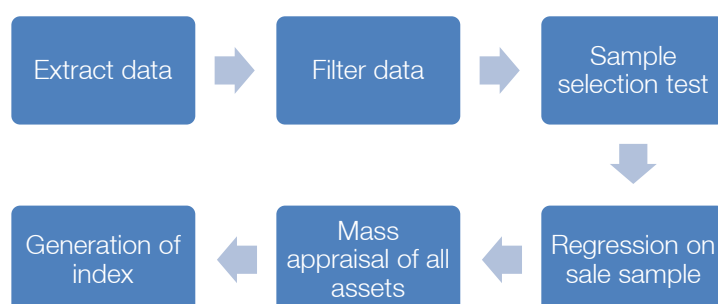 Extract data
Filter data
Sample
selection test
Regression on
sale sample
Mass
appraisal of all
assets
Generation of
index